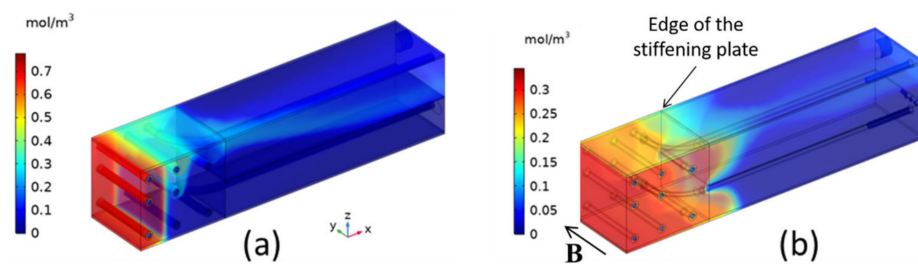 mol/m³
0.7
0.6
0.5
0.4
0.3
0.2
0.1
0
y z x
(a)
Edge of the
stiffening plate
mol/m³
0.3
0.25
0.2
0.15
0.1
0.05
0
B
(b)